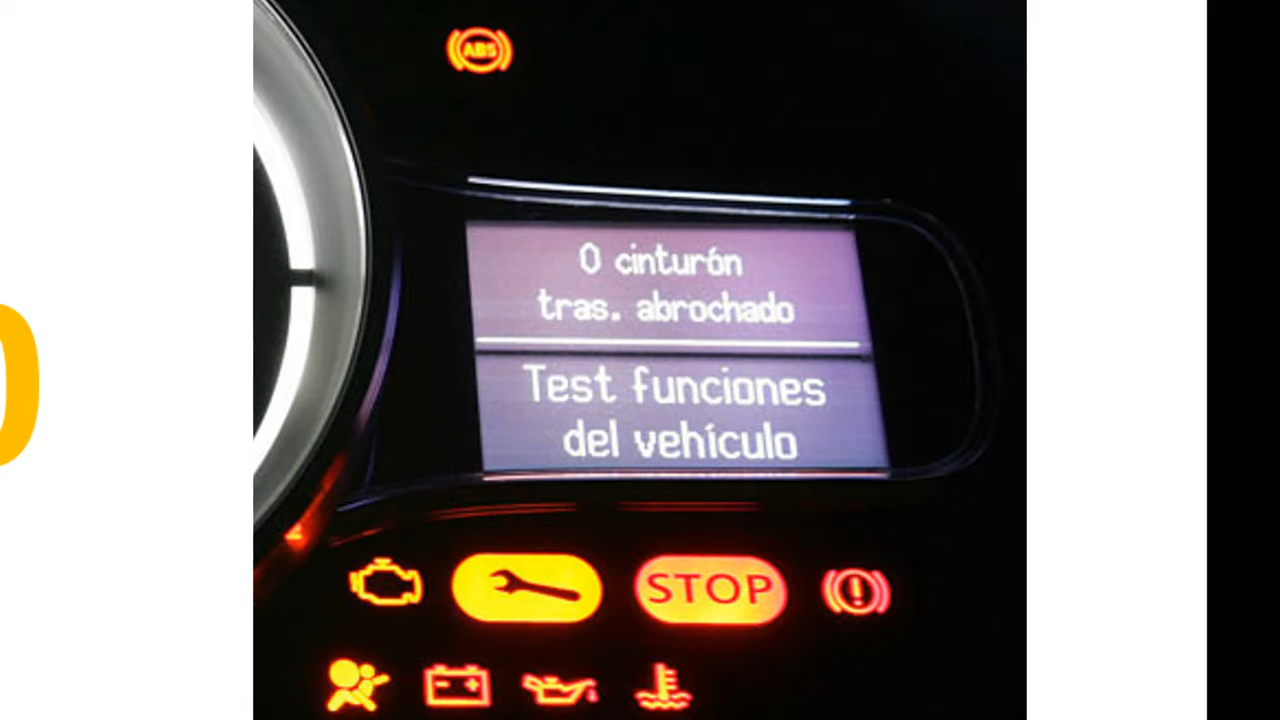 ABS
0 cinturón
tras. abrochado
Test funciones
del vehículo
STOP